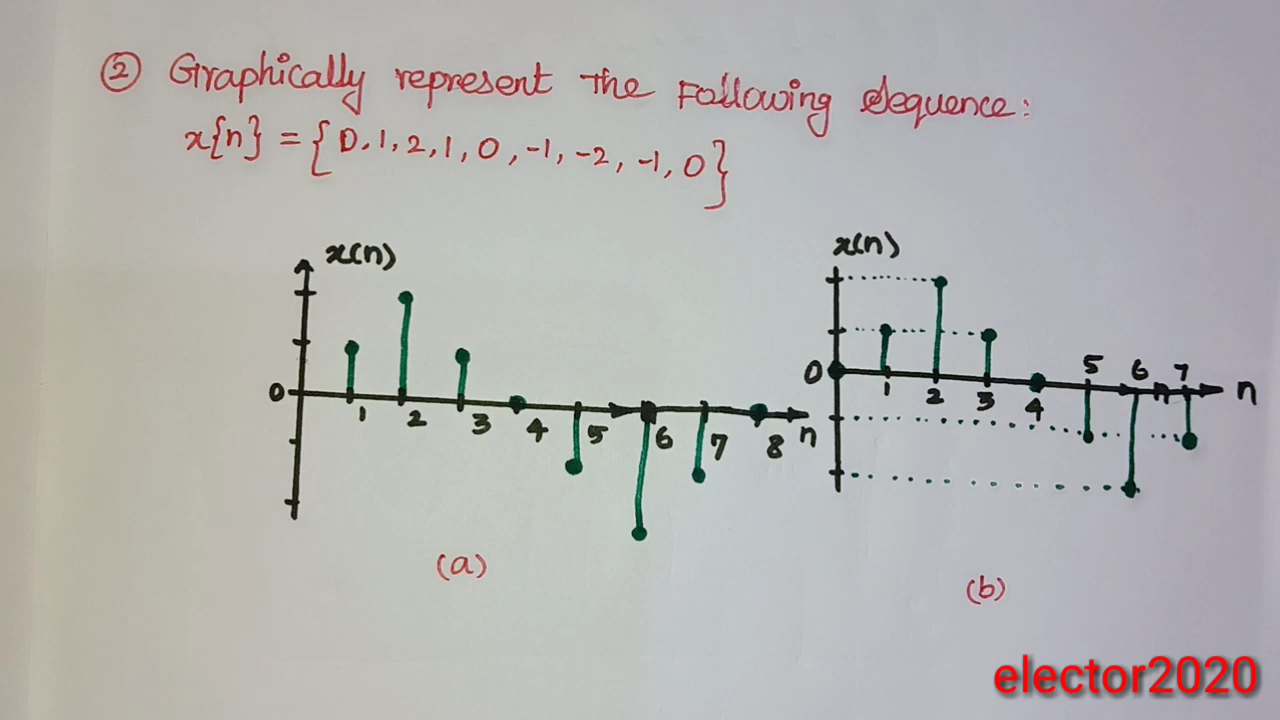 ② Graphically represent the Following Sequence:
x{n} = {0, 1, 2, 1, 0, -1, -2, -1, 0}
x(n)
0
1 2 3 4 5 6 7 8 n
(a)
x(n)
0
1 2 3 4 5 6 7 n
(b)
elector2020